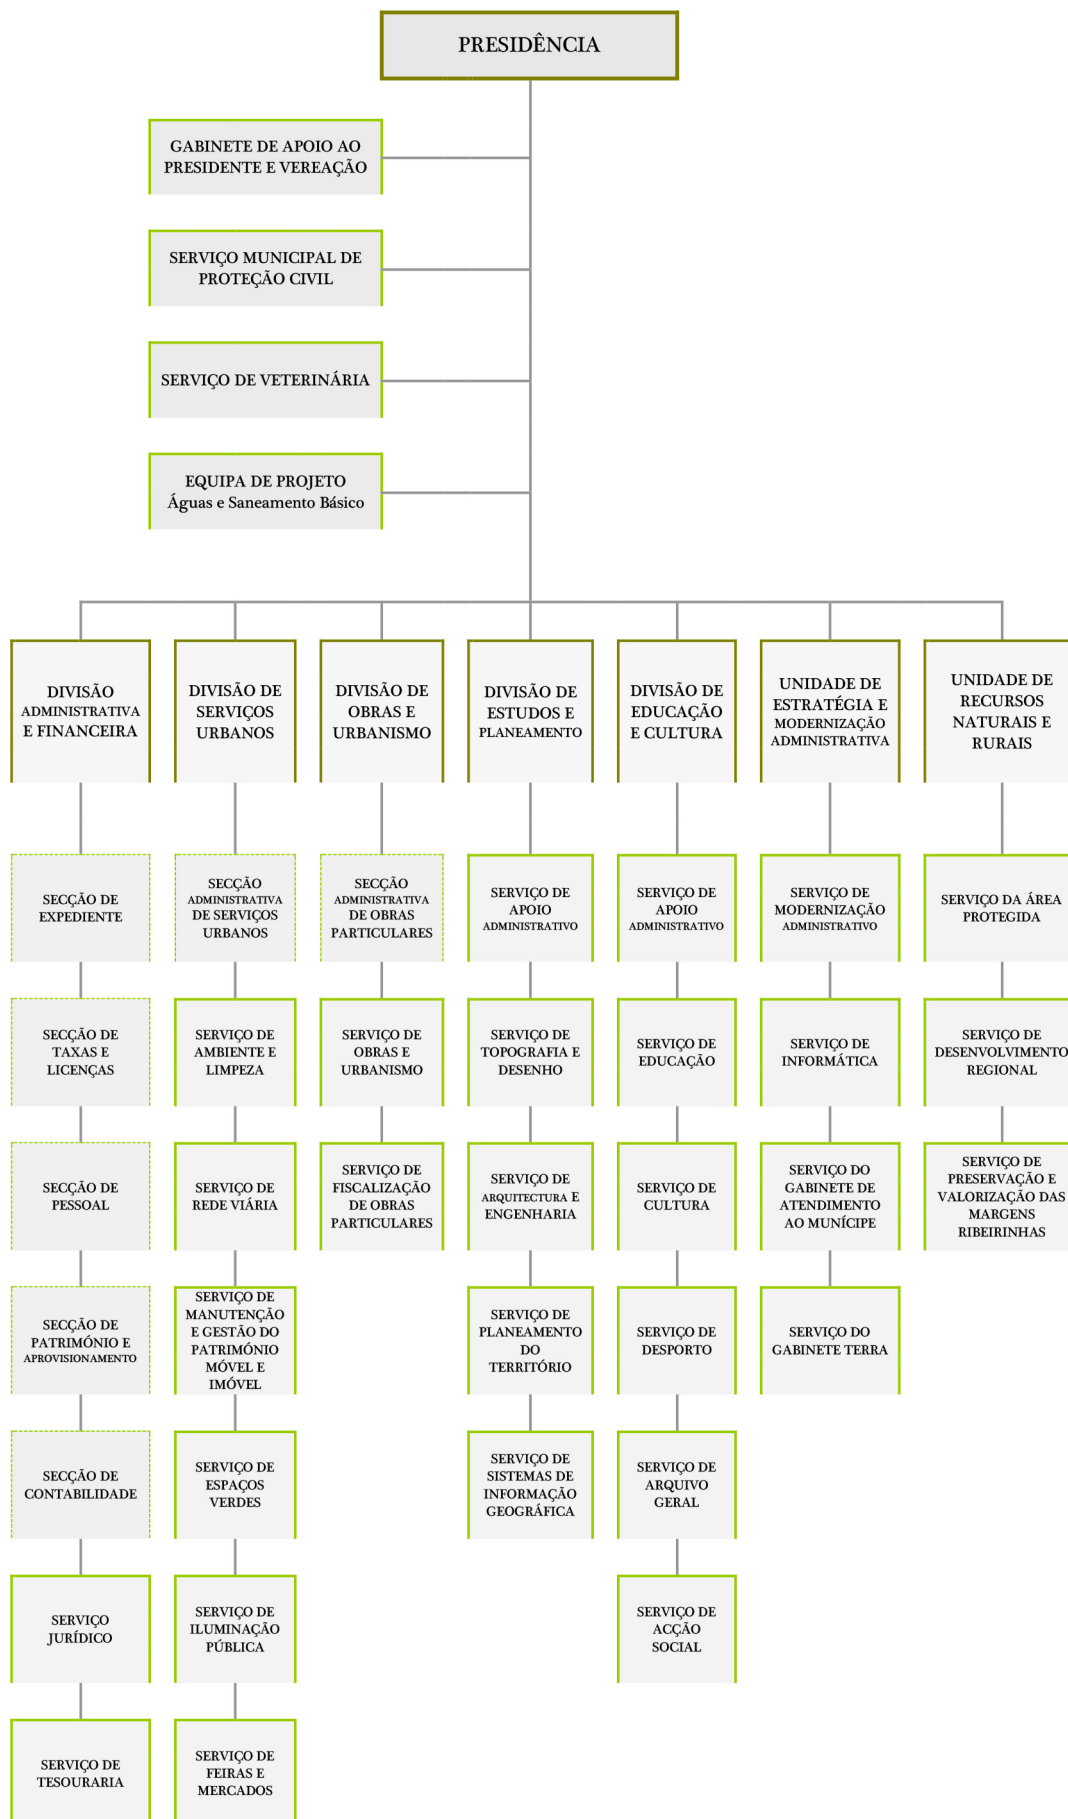 PRESIDÊNCIA
GABINETE DE APOIO AO
PRESIDENTE E VEREAÇÃO
SERVIÇO MUNICIPAL DE
PROTEÇÃO CIVIL
SERVIÇO DE VETERINÁRIA
EQUIPA DE PROJETO
Águas e Saneamento Básico
DIVISÃO
ADMINISTRATIVA
E FINANCEIRA
DIVISÃO DE
SERVIÇOS
URBANOS
DIVISÃO DE
OBRAS E
URBANISMO
DIVISÃO DE
ESTUDOS E
PLANEAMENTO
DIVISÃO DE
EDUCAÇÃO
E CULTURA
UNIDADE DE
ESTRATÉGIA E
MODERNIZAÇÃO
ADMINISTRATIVA
UNIDADE DE
RECURSOS
NATURAIS E
RURAIS
SECÇÃO DE
EXPEDIENTE
SECÇÃO
ADMINISTRATIVA
DE SERVIÇOS
URBANOS
SECÇÃO
ADMINISTRATIVA
DE OBRAS
PARTICULARES
SERVIÇO DE
APOIO
ADMINISTRATIVO
SERVIÇO DE
APOIO
ADMINISTRATIVO
SERVIÇO DE
MODERNIZAÇÃO
ADMINISTRATIVO
SERVIÇO DA ÁREA
PROTEGIDA
SECÇÃO DE
TAXAS E
LICENÇAS
SERVIÇO DE
AMBIENTE E
LIMPEZA
SERVIÇO DE
OBRAS E
URBANISMO
SERVIÇO DE
TOPOGRAFIA E
DESENHO
SERVIÇO DE
EDUCAÇÃO
SERVIÇO DE
INFORMÁTICA
SERVIÇO DE
DESENVOLVIMENTO
REGIONAL
SECÇÃO DE
PESSOAL
SERVIÇO DE
REDE VIÁRIA
SERVIÇO DE
FISCALIZAÇÃO
DE OBRAS
PARTICULARES
SERVIÇO DE
ARQUITECTURA E
ENGENHARIA
SERVIÇO DE
CULTURA
SERVIÇO DO
GABINETE DE
ATENDIMENTO
AO MUNÍCIPE
SERVIÇO DE
PRESERVAÇÃO E
VALORIZAÇÃO DAS
MARGENS
RIBEIRINHAS
SECÇÃO DE
PATRIMÓNIO E
APROVISIONAMENTO
SERVIÇO DE
MANUTENÇÃO
E GESTÃO DO
PATRIMÓNIO
MÓVEL E
IMÓVEL
SERVIÇO DE
PLANEAMENTO
DO
TERRITÓRIO
SERVIÇO DE
DESPORTO
SERVIÇO DO
GABINETE TERRA
SECÇÃO DE
CONTABILIDADE
SERVIÇO DE
ESPAÇOS
VERDES
SERVIÇO DE
SISTEMAS DE
INFORMAÇÃO
GEOGRÁFICA
SERVIÇO DE
ARQUIVO
GERAL
SERVIÇO
JURÍDICO
SERVIÇO DE
ILUMINAÇÃO
PÚBLICA
SERVIÇO DE
ACÇÃO
SOCIAL
SERVIÇO DE
TESOURARIA
SERVIÇO DE
FEIRAS E
MERCADOS